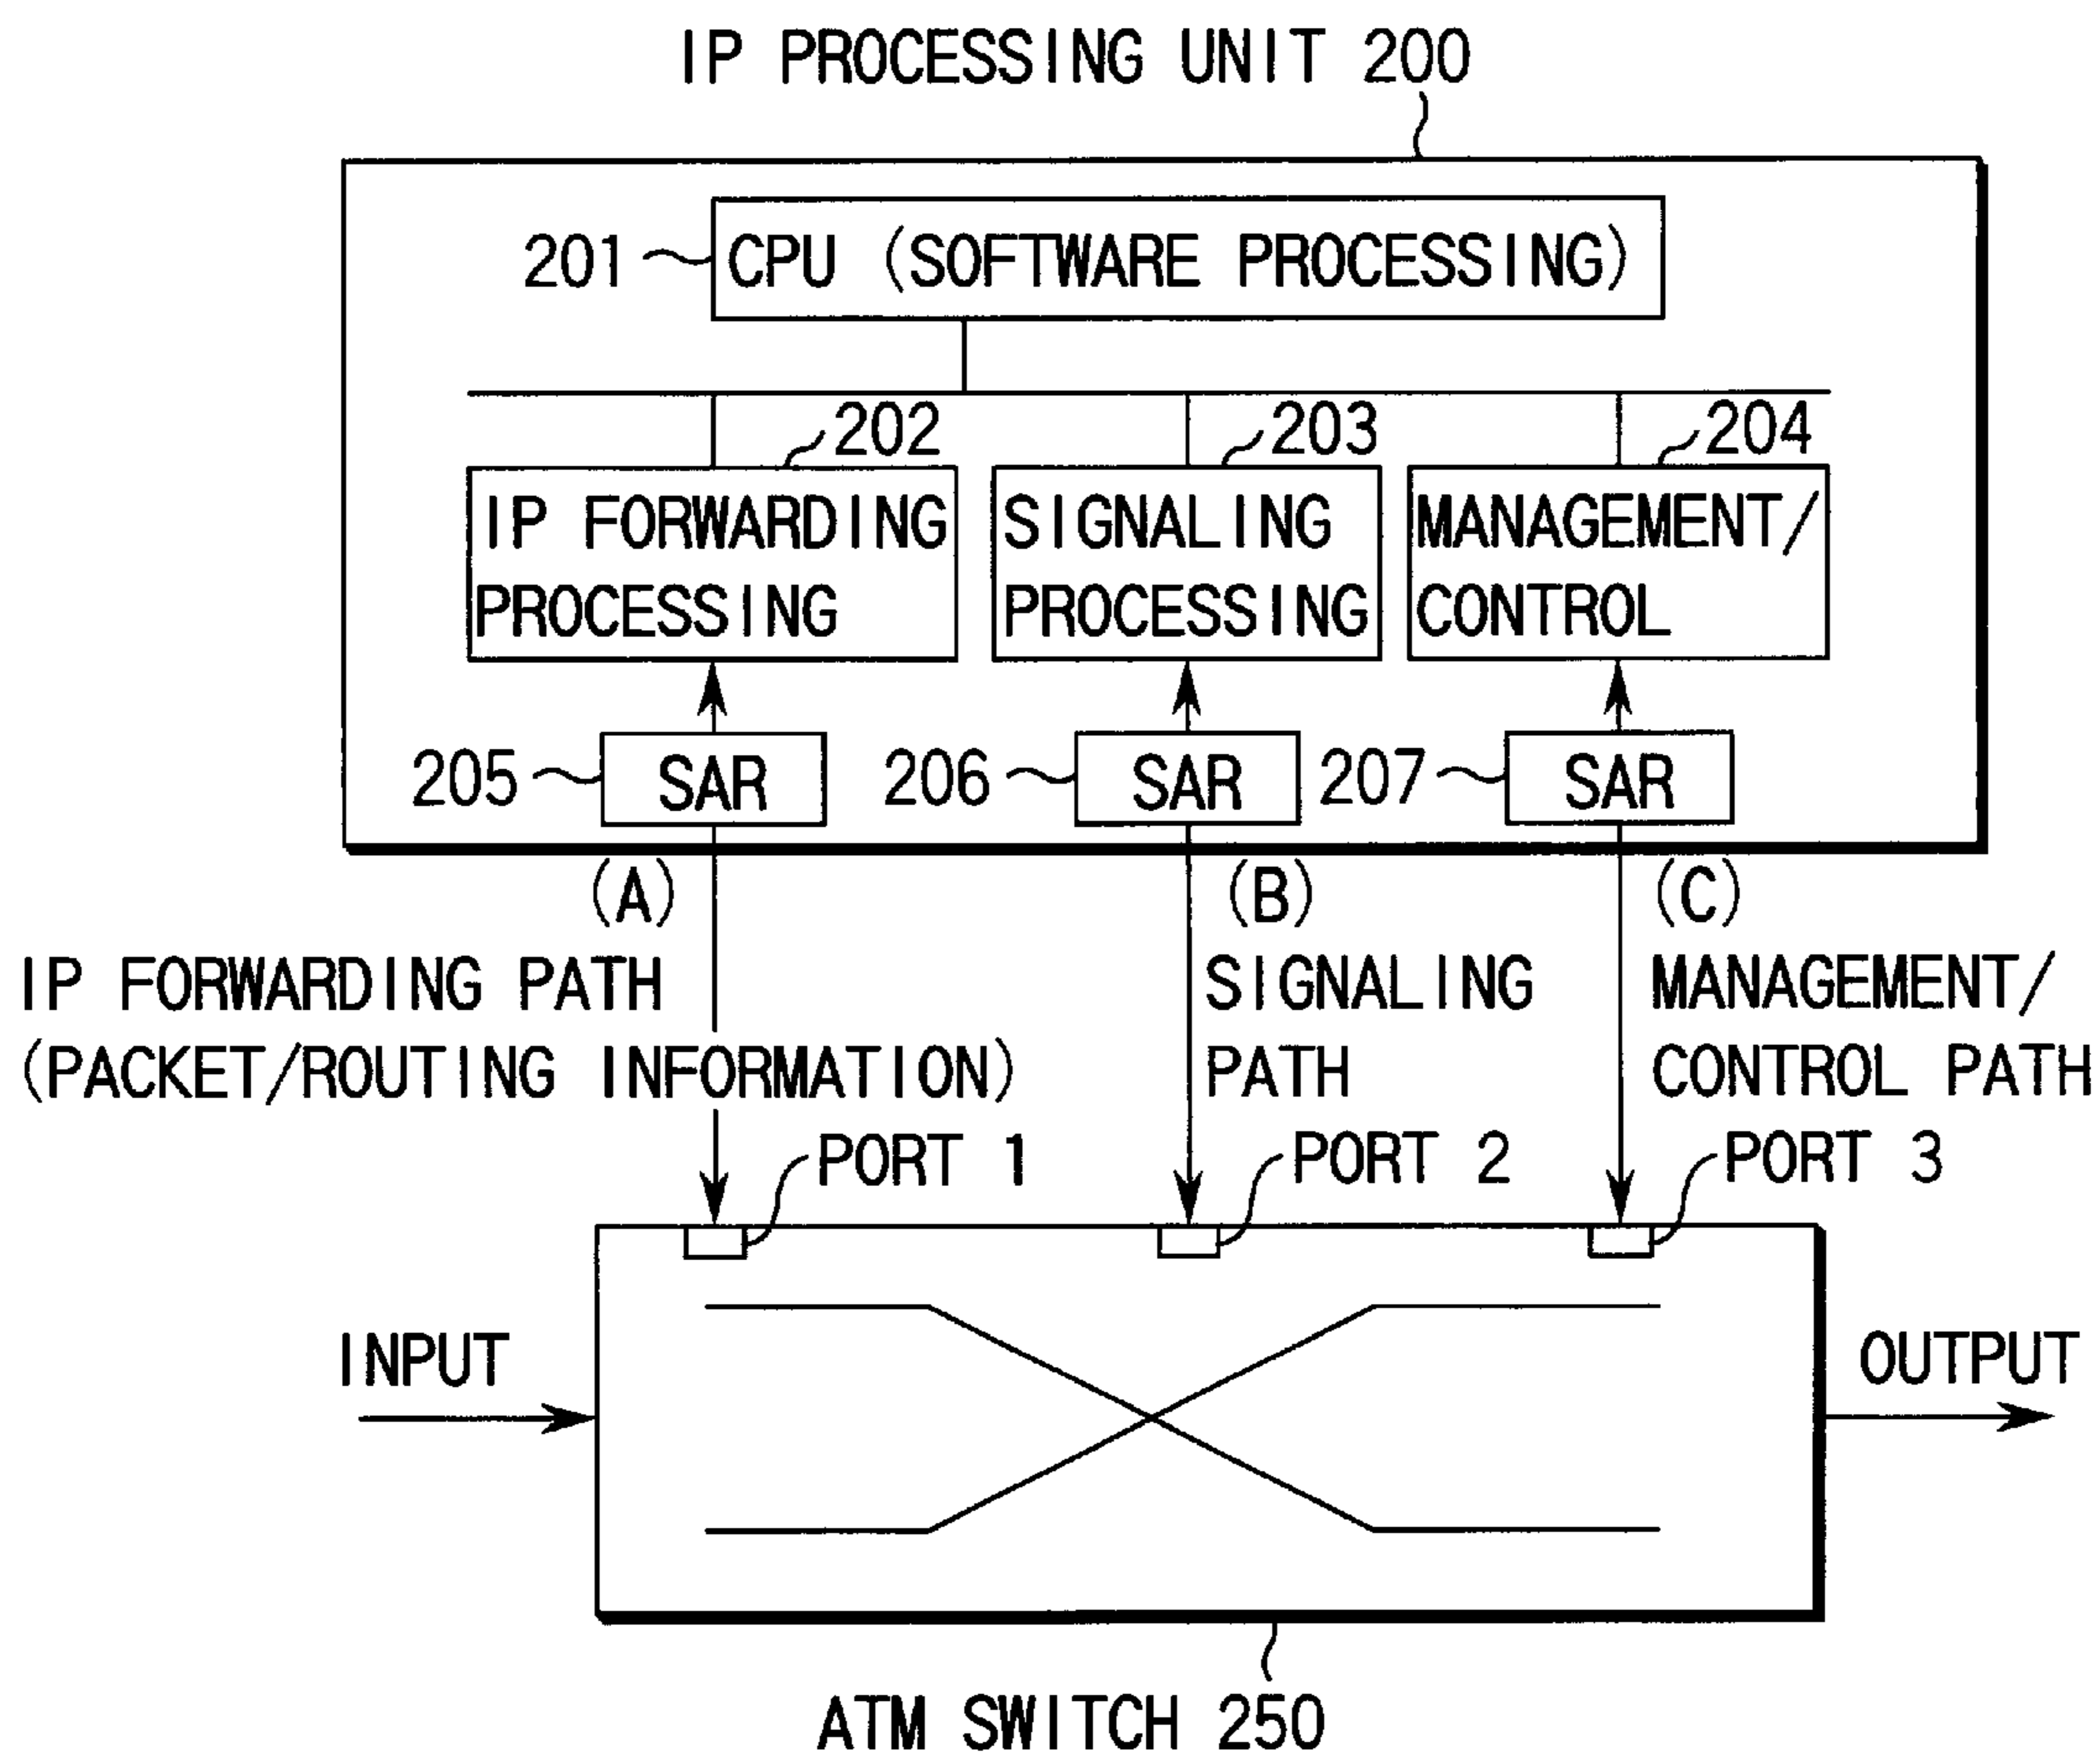 IP PROCESSING UNIT 200
201
CPU (SOFTWARE PROCESSING)
202
203
204
IP FORWARDING
PROCESSING
SIGNALING
PROCESSING
MANAGEMENT/
CONTROL
205
SAR
206
SAR
207
SAR
(A)
(B)
(C)
IP FORWARDING PATH
(PACKET/ROUTING INFORMATION)
SIGNALING
PATH
MANAGEMENT/
CONTROL PATH
PORT 1
PORT 2
PORT 3
INPUT
OUTPUT
ATM SWITCH 250